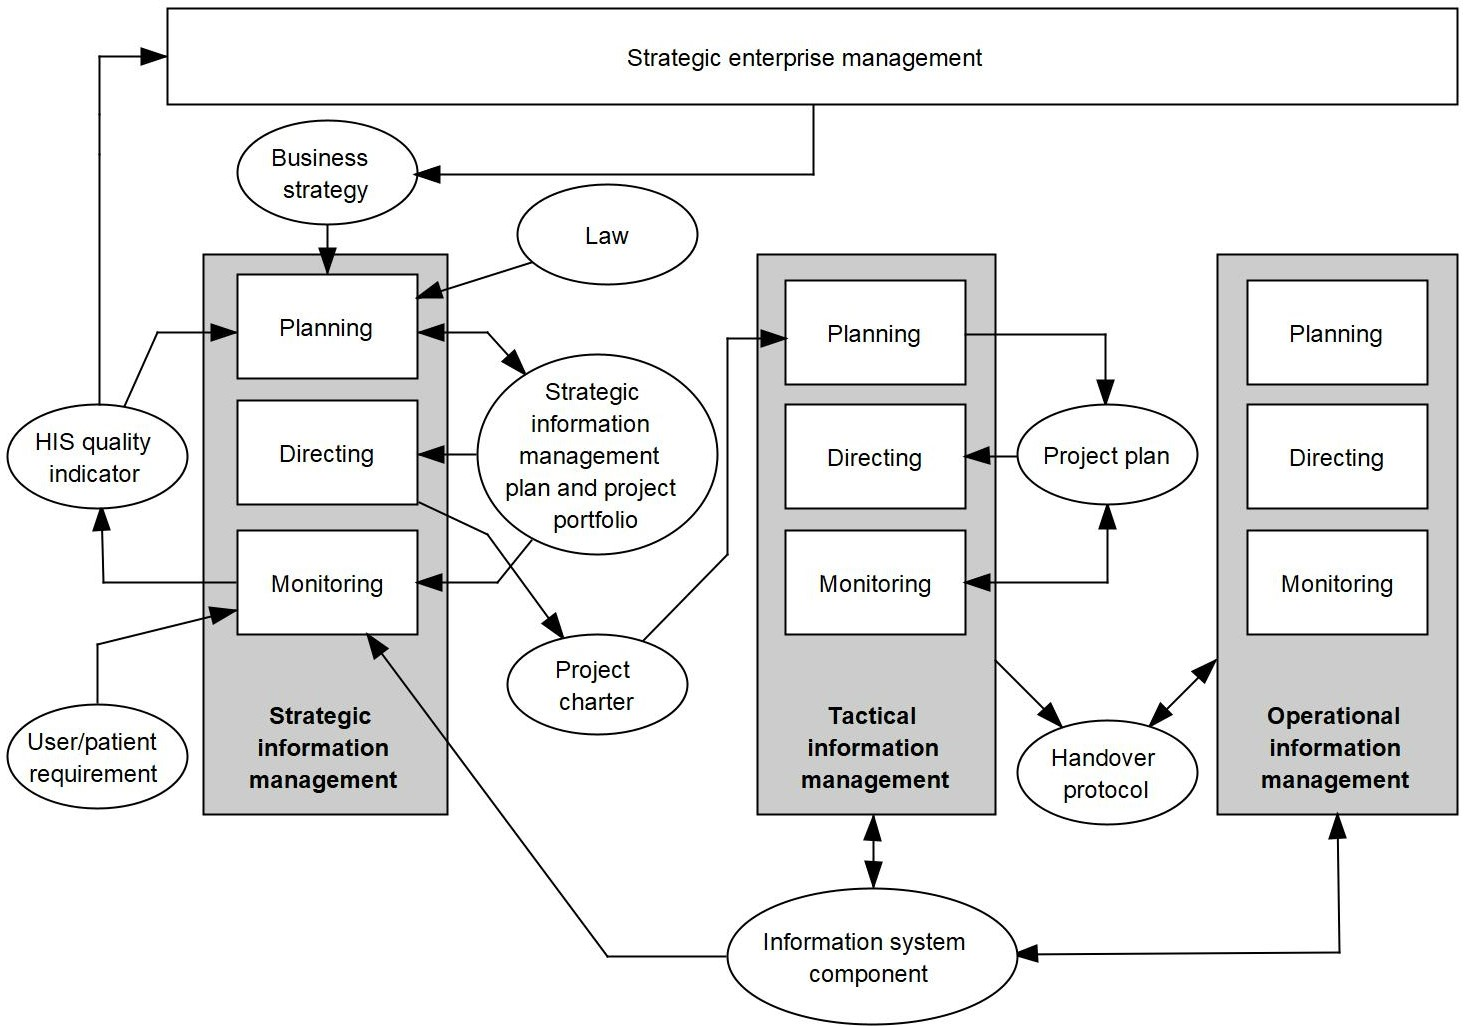 Strategic enterprise management
Business
strategy
Law
Planning
Directing
Monitoring
Strategic
information
management
HIS quality
indicator
User/patient
requirement
Strategic
information
management
plan and project
portfolio
Project
charter
Planning
Directing
Monitoring
Tactical
information
management
Project plan
Handover
protocol
Planning
Directing
Monitoring
Operational
information
management
Information system
component